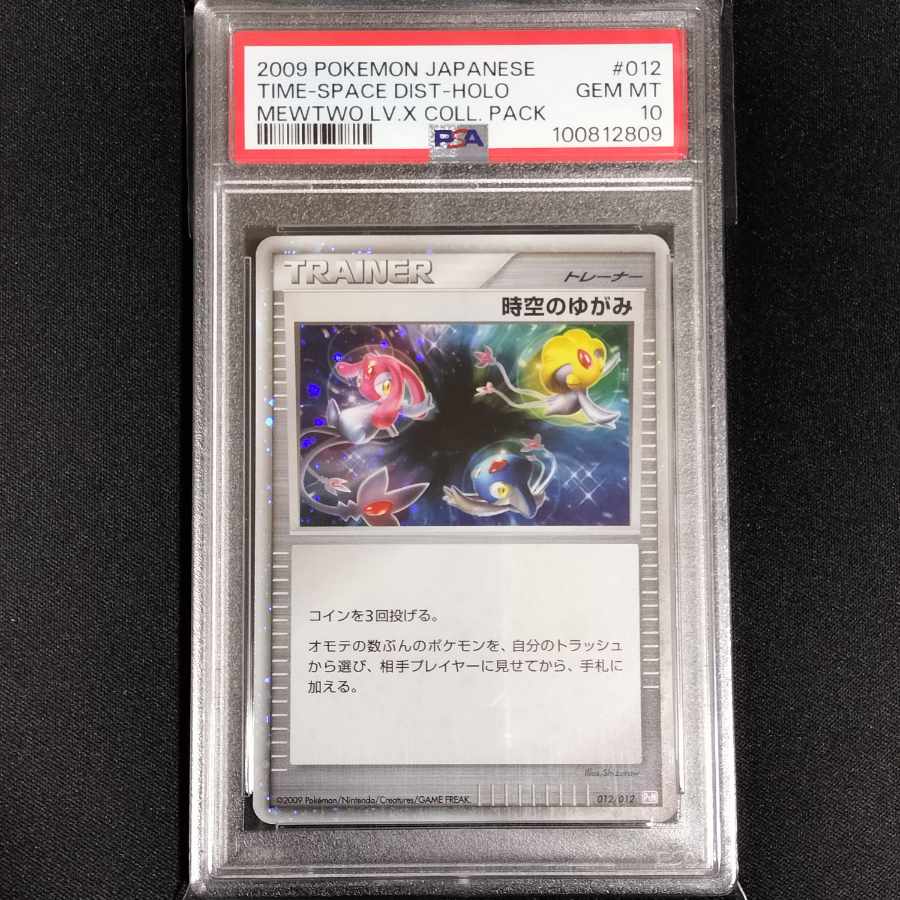 2009 POKEMON JAPANESE #012
TIME-SPACE DIST-HOLO GEM MT
MEWTWO LV.X COLL. PACK 10
PSA 100812809
TRAINER トレーナー
時空のゆがみ
コインを3回投げる。
オモテの数ぶんのポケモンを、自分のトラッシュ
から選び、相手プレイヤーに見せてから、手札に
加える。
©2009 Pokémon/Nintendo/Creatures/GAME FREAK.
012/012